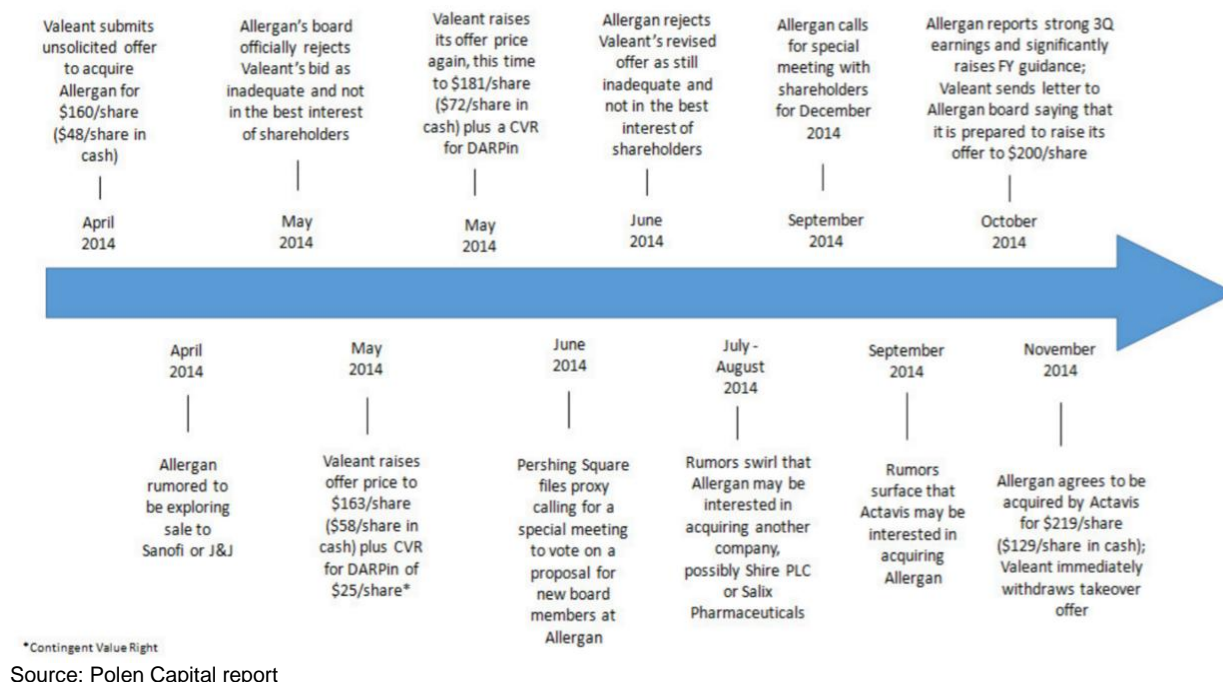 Valeant submits
unsolicited offer
to acquire
Allergan for
$160/share
($48/share in
cash)
April
2014
Allergan's board
officially rejects
Valeant's bid as
inadequate and not
in the best interest
of shareholders
May
2014
Valeant raises
its offer price
again, this time
to $181/share
($72/share in
cash) plus a CVR
for DARPin
May
2014
Allergan rejects
Valeant's revised
offer as still
inadequate and
not in the best
interest of
shareholders
June
2014
Allergan calls
for special
meeting with
shareholders
for December
2014
September
2014
Allergan reports strong 3Q
earnings and significantly
raises FY guidance;
Valeant sends letter to
Allergan board saying that
it is prepared to raise its
offer to $200/share
October
2014
April
2014
Allergan
rumored to
be exploring
sale to
Sanofi or J&J
May
2014
Valeant raises
offer price to
$163/share
($58/share in
cash) plus CVR
for DARPin of
$25/share*
June
2014
Pershing Square
files proxy
calling for a
special meeting
to vote on a
proposal for
new board
members at
Allergan
July -
August
2014
Rumors swirl that
Allergan may be
interested in
acquiring another
company,
possibly Shire PLC
or Salix
Pharmaceuticals
September
2014
Rumors
surface that
Actavis may be
interested in
acquiring
Allergan
November
2014
Allergan agrees to be
acquired by Actavis
for $219/share
($129/share in cash);
Valeant immediately
withdraws takeover
offer
*Contingent Value Right
Source: Polen Capital report